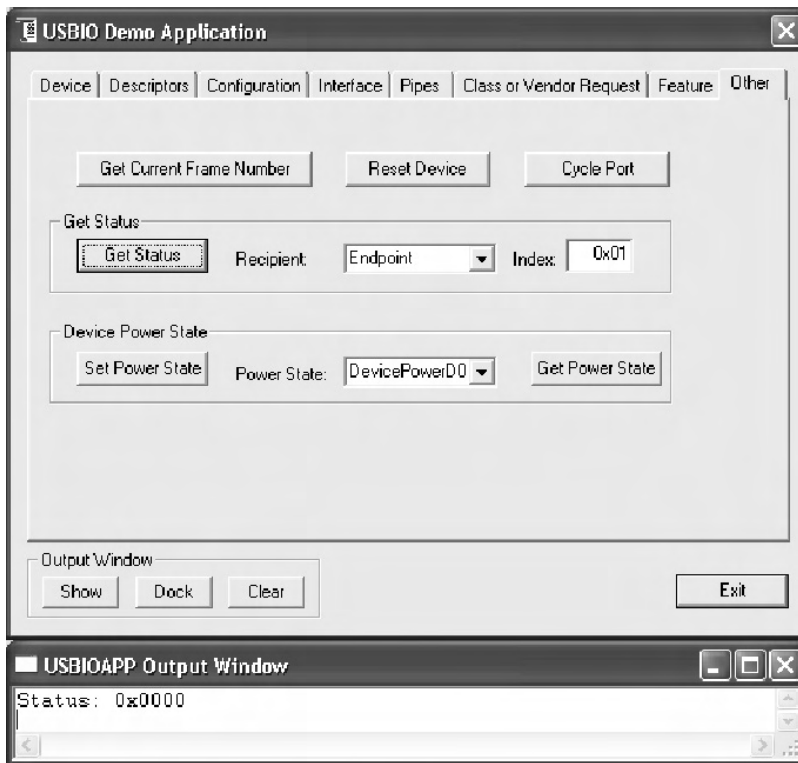 USBIO Demo Application
Device Descriptors Configuration Interface Pipes Class or Vendor Request Feature Other
Get Current Frame Number Reset Device Cycle Port
Get Status
Get Status Recipient: Endpoint Index: 0x01
Device Power State
Set Power State Power State: DevicePowerD0 Get Power State
Output Window
Show Dock Clear Exit
USBIOAPP Output Window
Status: 0x0000